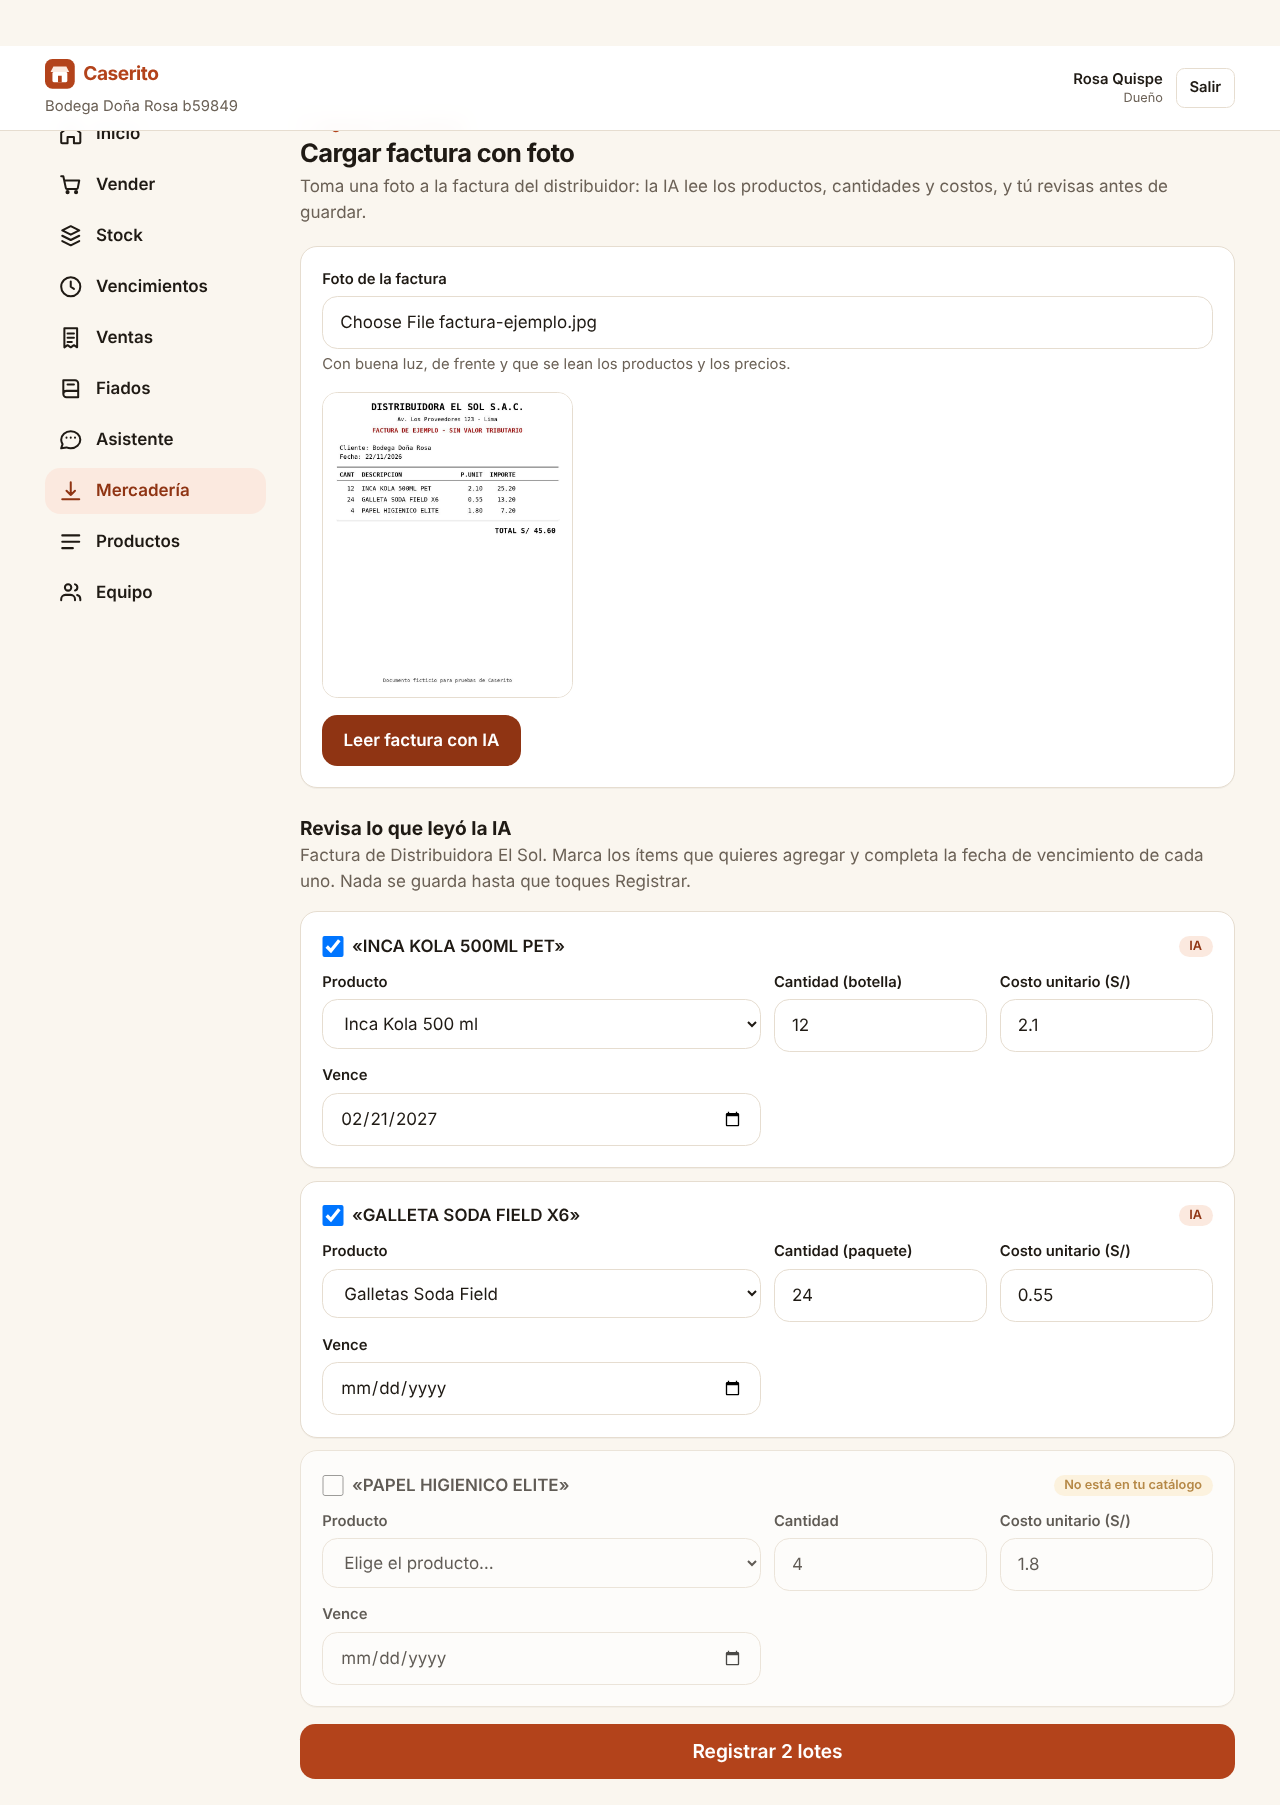 Caserito
Bodega Doña Rosa b59849
Rosa Quispe
Dueño
Salir
Inicio
Vender
Stock
Vencimientos
Ventas
Fiados
Asistente
Mercadería
Productos
Equipo
Cargar factura con foto
Toma una foto a la factura del distribuidor: la IA lee los productos, cantidades y costos, y tú revisas antes de
guardar.
Foto de la factura
Choose File factura-ejemplo.jpg
Con buena luz, de frente y que se lean los productos y los precios.
DISTRIBUIDORA EL SOL S.A.C.
Av. Los Proveedores 123 - Lima
FACTURA DE EJEMPLO - SIN VALOR TRIBUTARIO
Cliente: Bodega Doña Rosa
Fecha: 22/11/2026
CANT DESCRIPCION P.UNIT IMPORTE
12 INCA KOLA 500ML PET 2.10 25.20
24 GALLETA SODA FIELD X6 0.55 13.20
4 PAPEL HIGIENICO ELITE 1.80 7.20
TOTAL S/ 45.60
Documento ficticio para pruebas de Caserito
Leer factura con IA
Revisa lo que leyó la IA
Factura de Distribuidora El Sol. Marca los ítems que quieres agregar y completa la fecha de vencimiento de cada
uno. Nada se guarda hasta que toques Registrar.
«INCA KOLA 500ML PET»
IA
Producto
Cantidad (botella)
Costo unitario (S/)
Inca Kola 500 ml
12
2.1
Vence
02/21/2027
«GALLETA SODA FIELD X6»
IA
Producto
Cantidad (paquete)
Costo unitario (S/)
Galletas Soda Field
24
0.55
Vence
mm/dd/yyyy
«PAPEL HIGIENICO ELITE»
No está en tu catálogo
Producto
Cantidad
Costo unitario (S/)
Elige el producto...
4
1.8
Vence
mm/dd/yyyy
Registrar 2 lotes